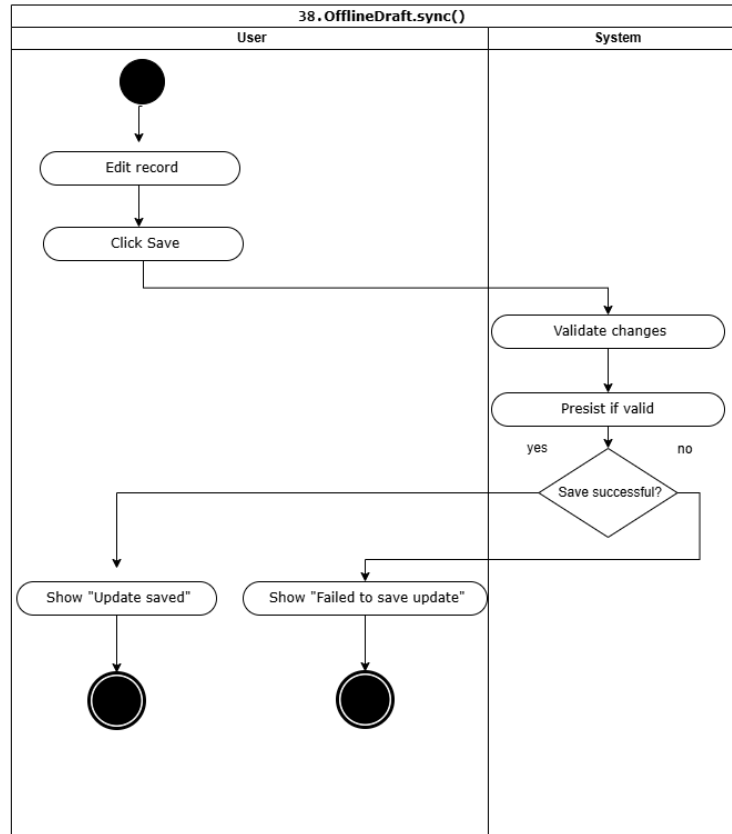 38.OfflineDraft.sync()
User
System
Edit record
Click Save
Validate changes
Presist if valid
yes
no
Save successful?
Show "Update saved"
Show "Failed to save update"